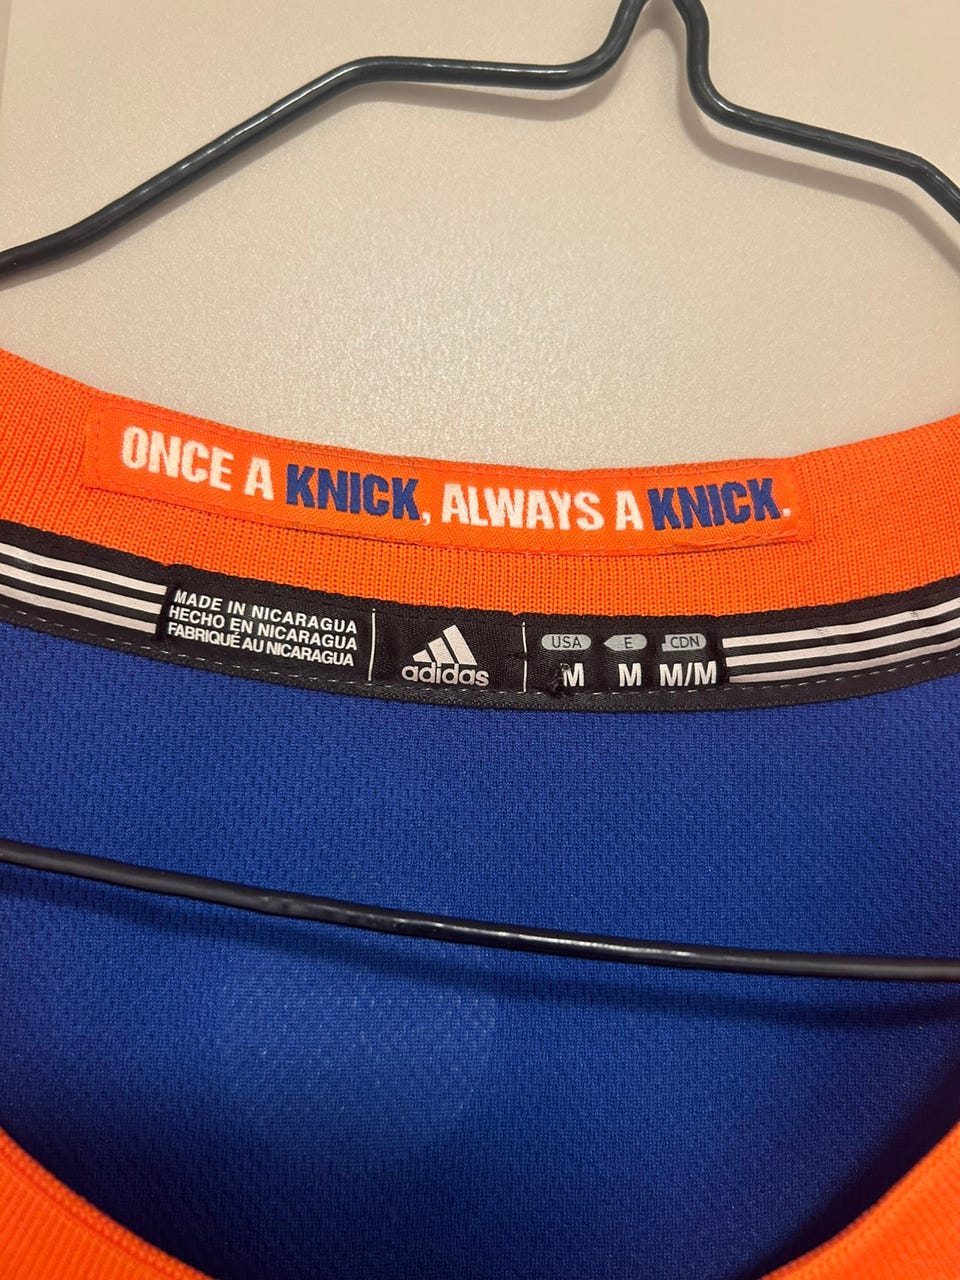 ONCE A KNICK, ALWAYS A KNICK.
MADE IN NICARAGUA
HECHO EN NICARAGUA
FABRIQUÉ AU NICARAGUA
adidas
USA E CDN
M M M/M